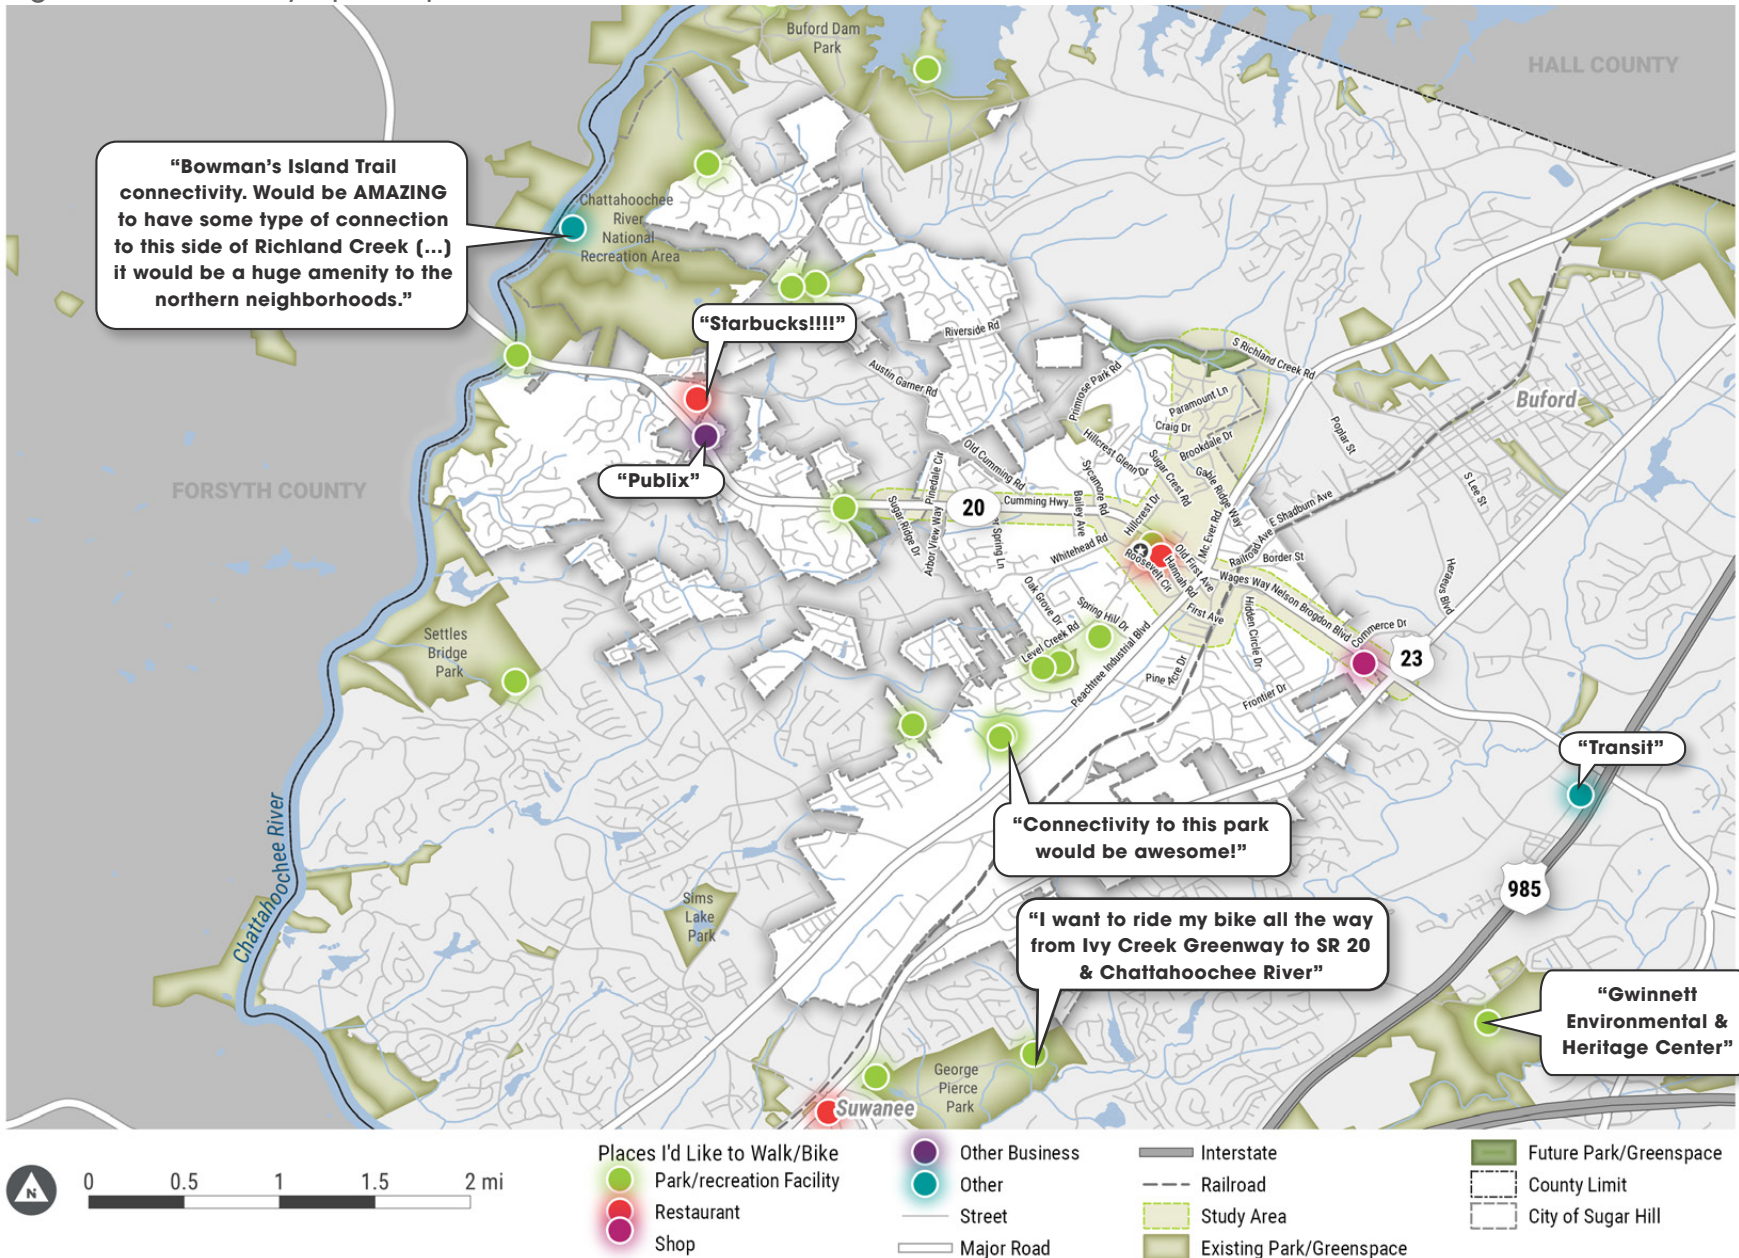 Buford Dam
Park
HALL COUNTY
“Bowman’s Island Trail
connectivity. Would be AMAZING
to have some type of connection
to this side of Richland Creek (...)
it would be a huge amenity to the
northern neighborhoods.”
Chattahoochee
River
National
Recreation Area
“Starbucks!!!!”
Riverside Rd
S Richland Creek Rd
Austin Garner Rd
Primrose Park Rd
Paramount Ln
Craig Dr
Brookdale Dr
Buford
Poplar St
FORSYTH COUNTY
“Publix”
Old Cumming Rd
Hillcrest Glenn Dr
Sycamore Rd
Sugar Crest Rd
Gable Ridge Way
S Lee St
Pinedale Cir
Arbor View Way
Sugar Ridge Dr
20
Cumming Hwy
Bailey Ave
Hillcrest Dr
Mc Ever Rd
E Shadburn Ave
Spring Ln
Whitehead Rd
Roosevelt Cir
Hannah Rd
Old First Ave
Railroad Ave
Border St
Wages Way
Nelson Brogdon Blvd
Heraeus Blvd
Oak Grove Dr
Spring Hill Dr
First Ave
Hidden Circle Dr
Commerce Dr
Level Creek Rd
Peachtree Industrial Blvd
Pine Acre Dr
Frontier Dr
23
Settles
Bridge
Park
“Transit”
“Connectivity to this park
would be awesome!”
Chattahoochee River
985
Sims
Lake
Park
“I want to ride my bike all the way
from Ivy Creek Greenway to SR 20
& Chattahoochee River”
“Gwinnett
Environmental &
Heritage Center”
George
Pierce
Park
Suwanee
N
0 0.5 1 1.5 2 mi
Places I'd Like to Walk/Bike
Park/recreation Facility
Restaurant
Shop
Other Business
Other
Street
Major Road
Interstate
Railroad
Study Area
Existing Park/Greenspace
Future Park/Greenspace
County Limit
City of Sugar Hill